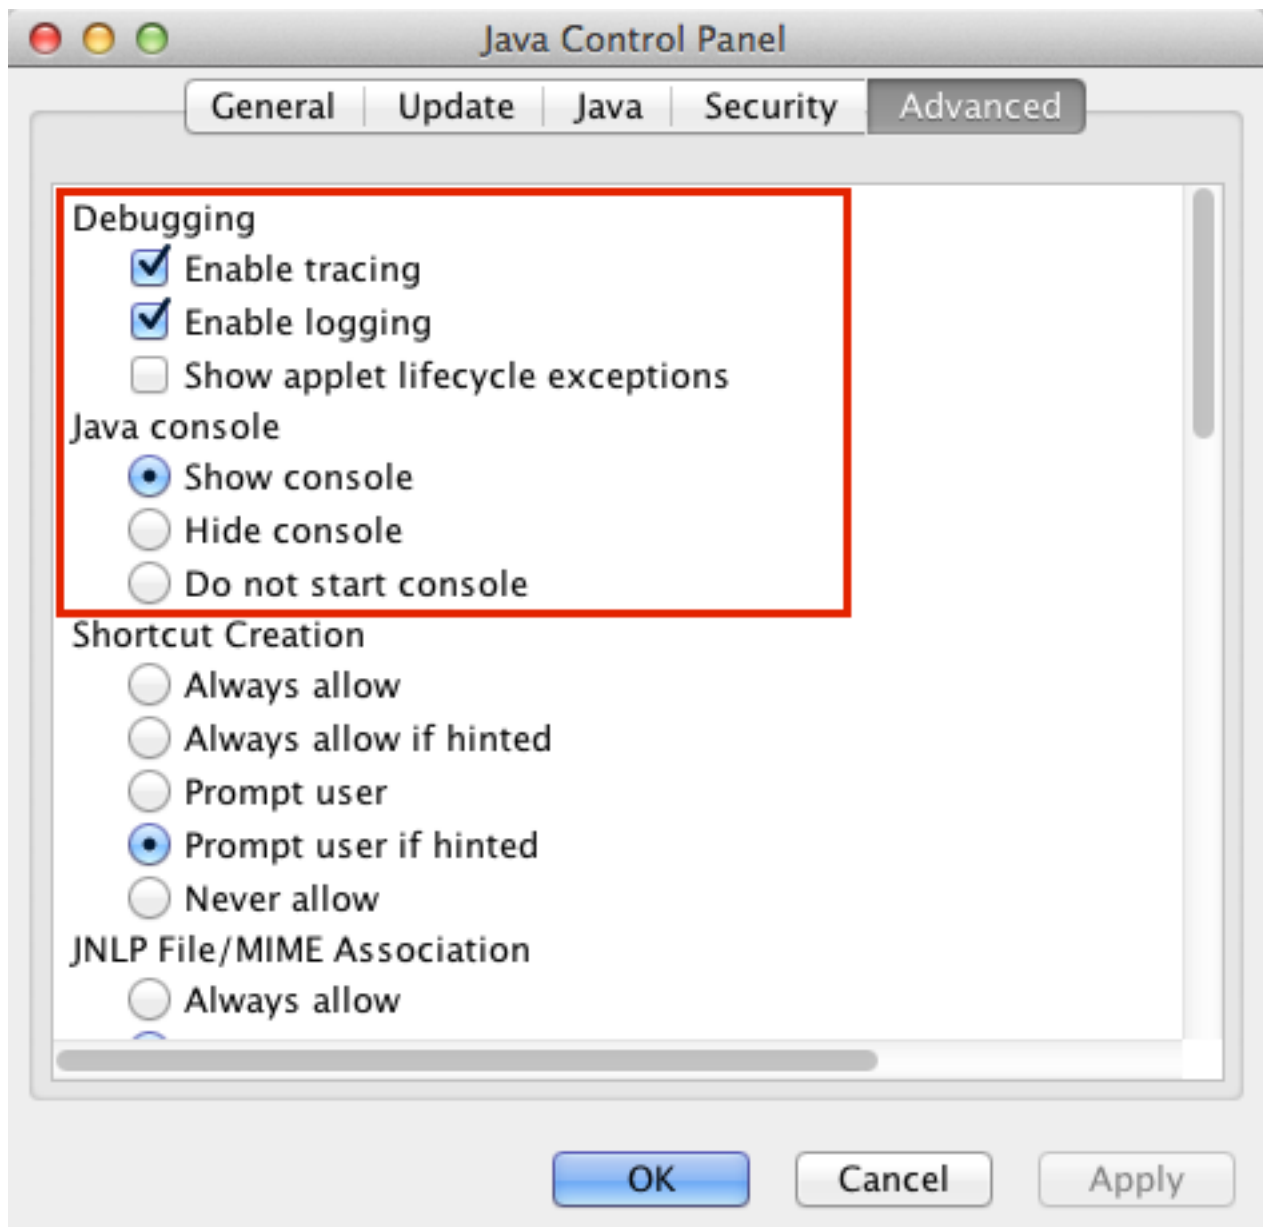 Java Control Panel
General Update Java Security Advanced
Debugging
Enable tracing
Enable logging
Show applet lifecycle exceptions
Java console
Show console
Hide console
Do not start console
Shortcut Creation
Always allow
Always allow if hinted
Prompt user
Prompt user if hinted
Never allow
JNLP File/MIME Association
Always allow
OK Cancel Apply